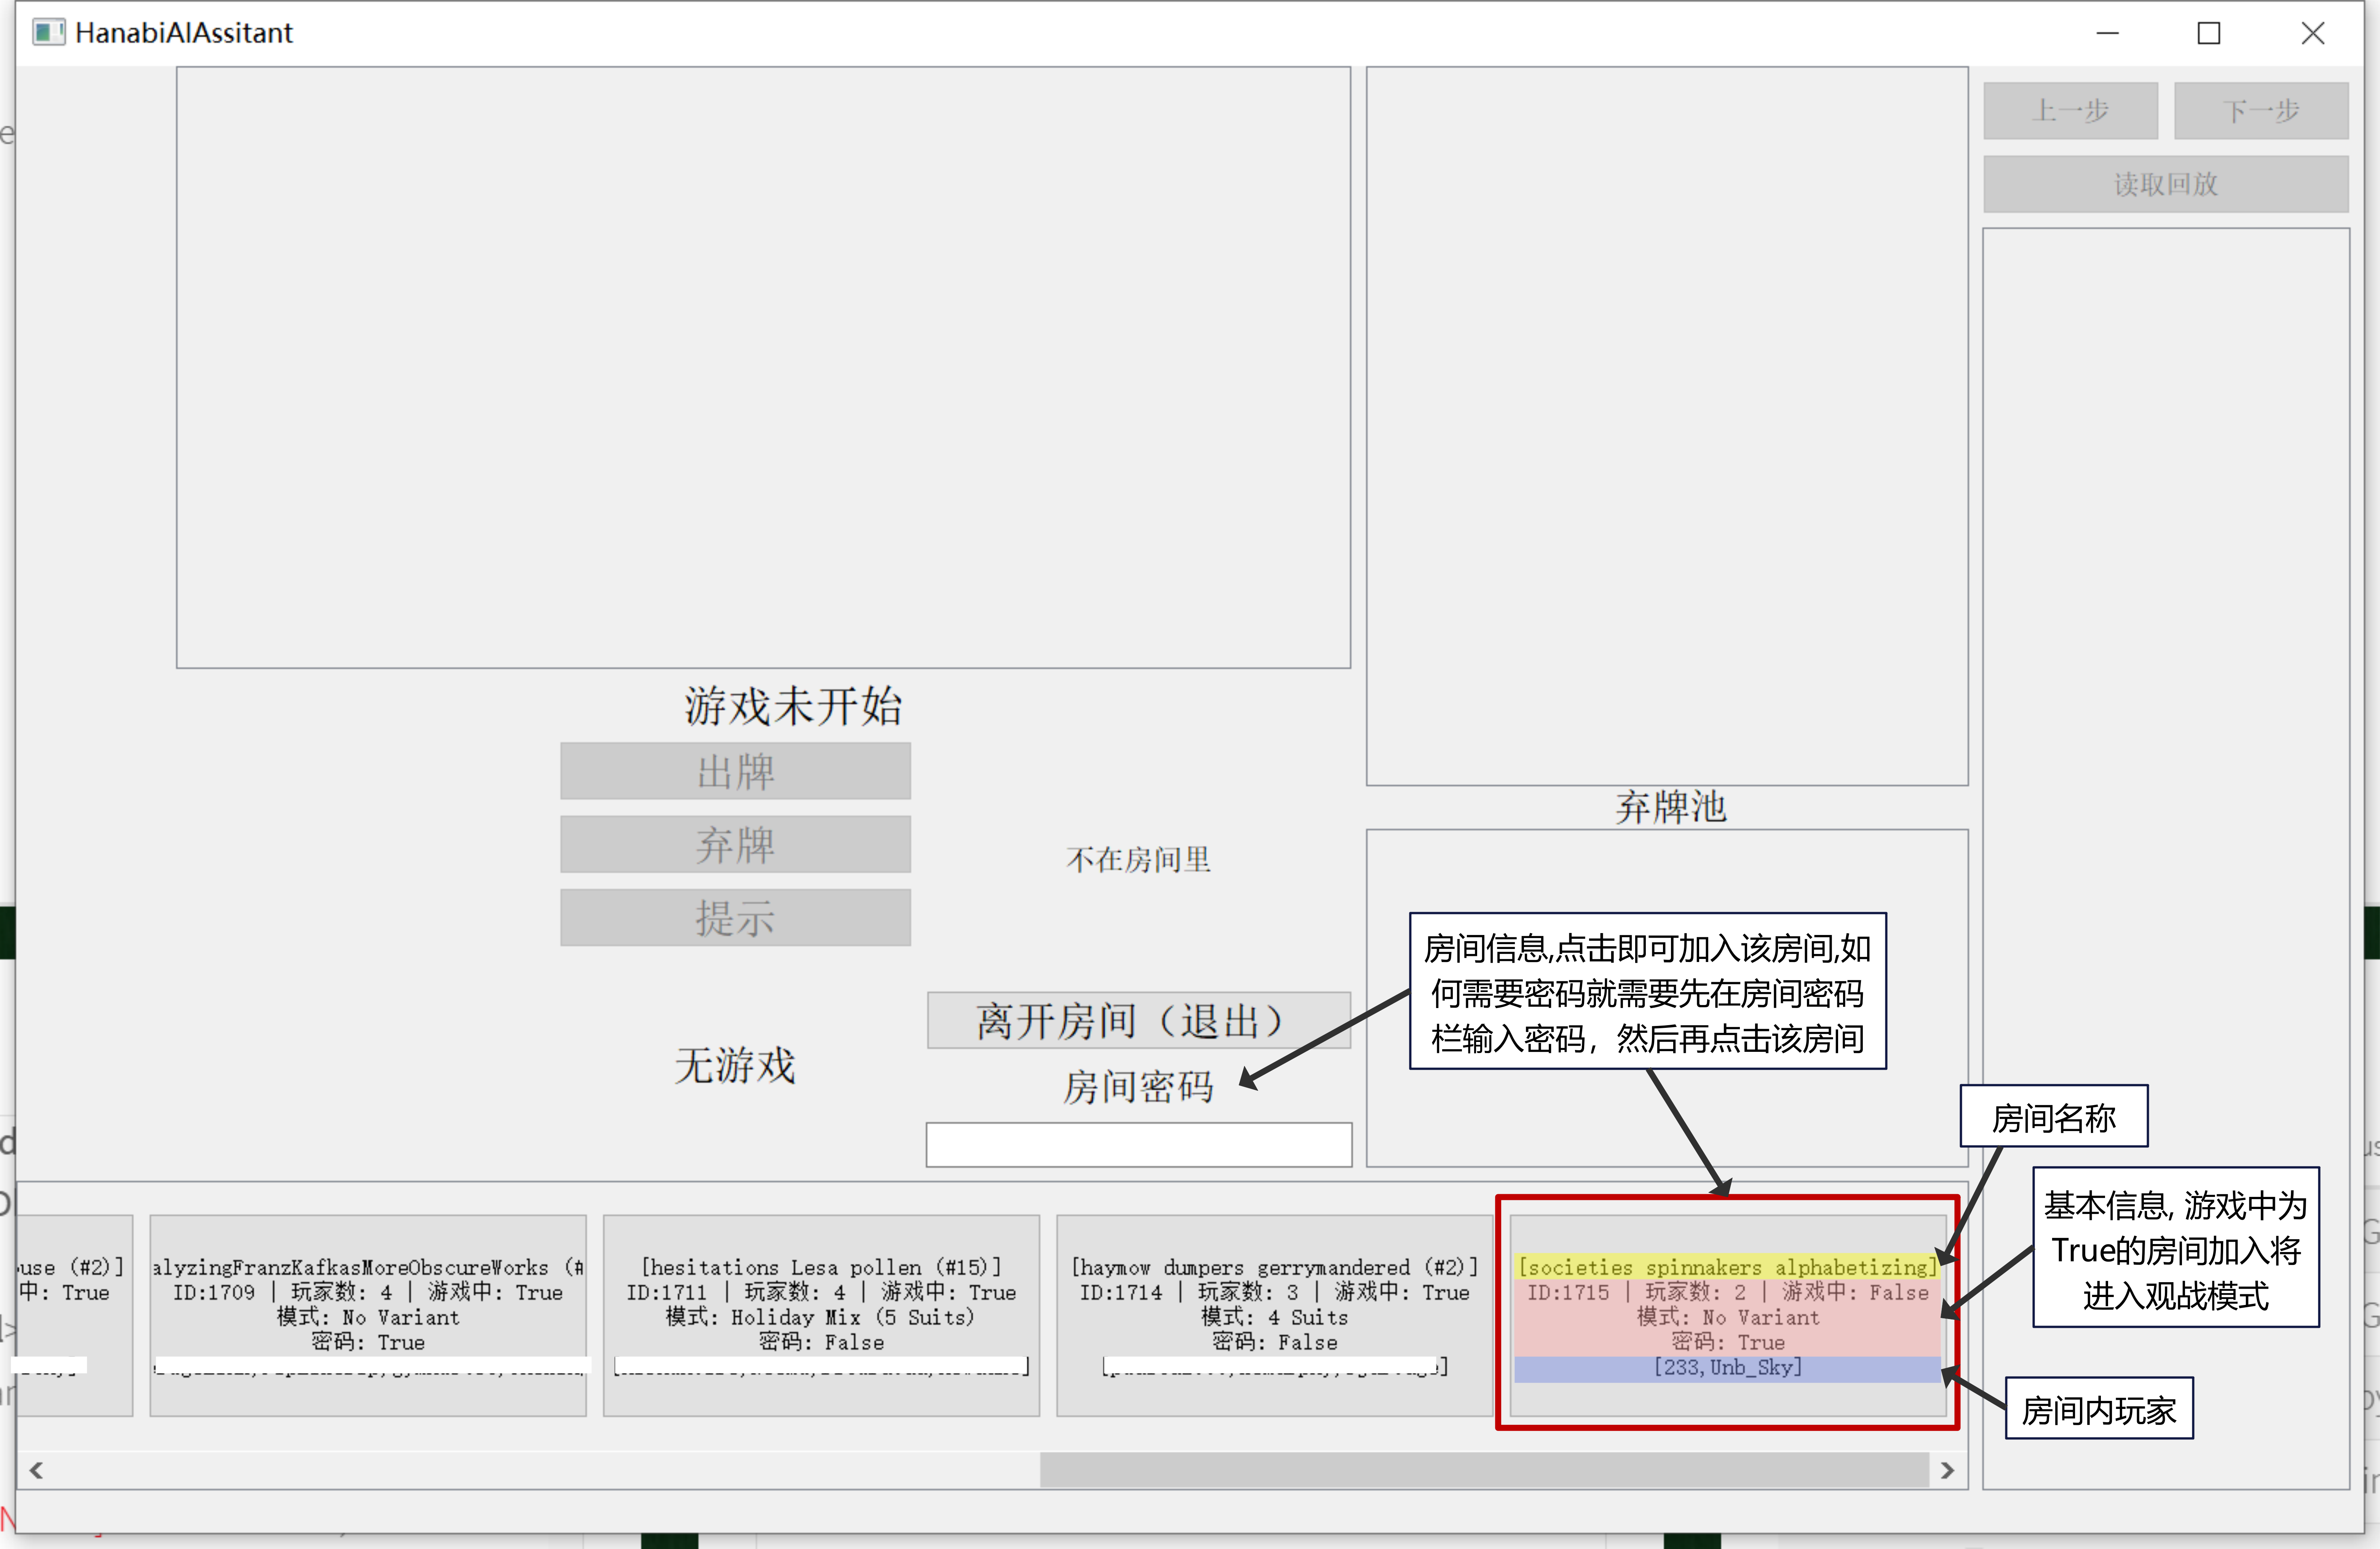 HanabiAIAssitant
上一步
下一步
读取回放
游戏未开始
出牌
弃牌
提示
不在房间里
弃牌池
房间信息,点击即可加入该房间,如
何需要密码就需要先在房间密码
栏输入密码，然后再点击该房间
离开房间（退出）
无游戏
房间密码
房间名称
基本信息, 游戏中为
True的房间加入将
进入观战模式
房间内玩家
use (#2)]
中: True
alyzingFranzKafkasMoreObscureWorks (#
ID:1709 | 玩家数: 4 | 游戏中: True
模式: No Variant
密码: True
[hesitations Lesa pollen (#15)]
ID:1711 | 玩家数: 4 | 游戏中: True
模式: Holiday Mix (5 Suits)
密码: False
[haymow dumpers gerrymandered (#2)]
ID:1714 | 玩家数: 3 | 游戏中: True
模式: 4 Suits
密码: False
[societies spinnakers alphabetizing]
ID:1715 | 玩家数: 2 | 游戏中: False
模式: No Variant
密码: True
[233,Unb_Sky]